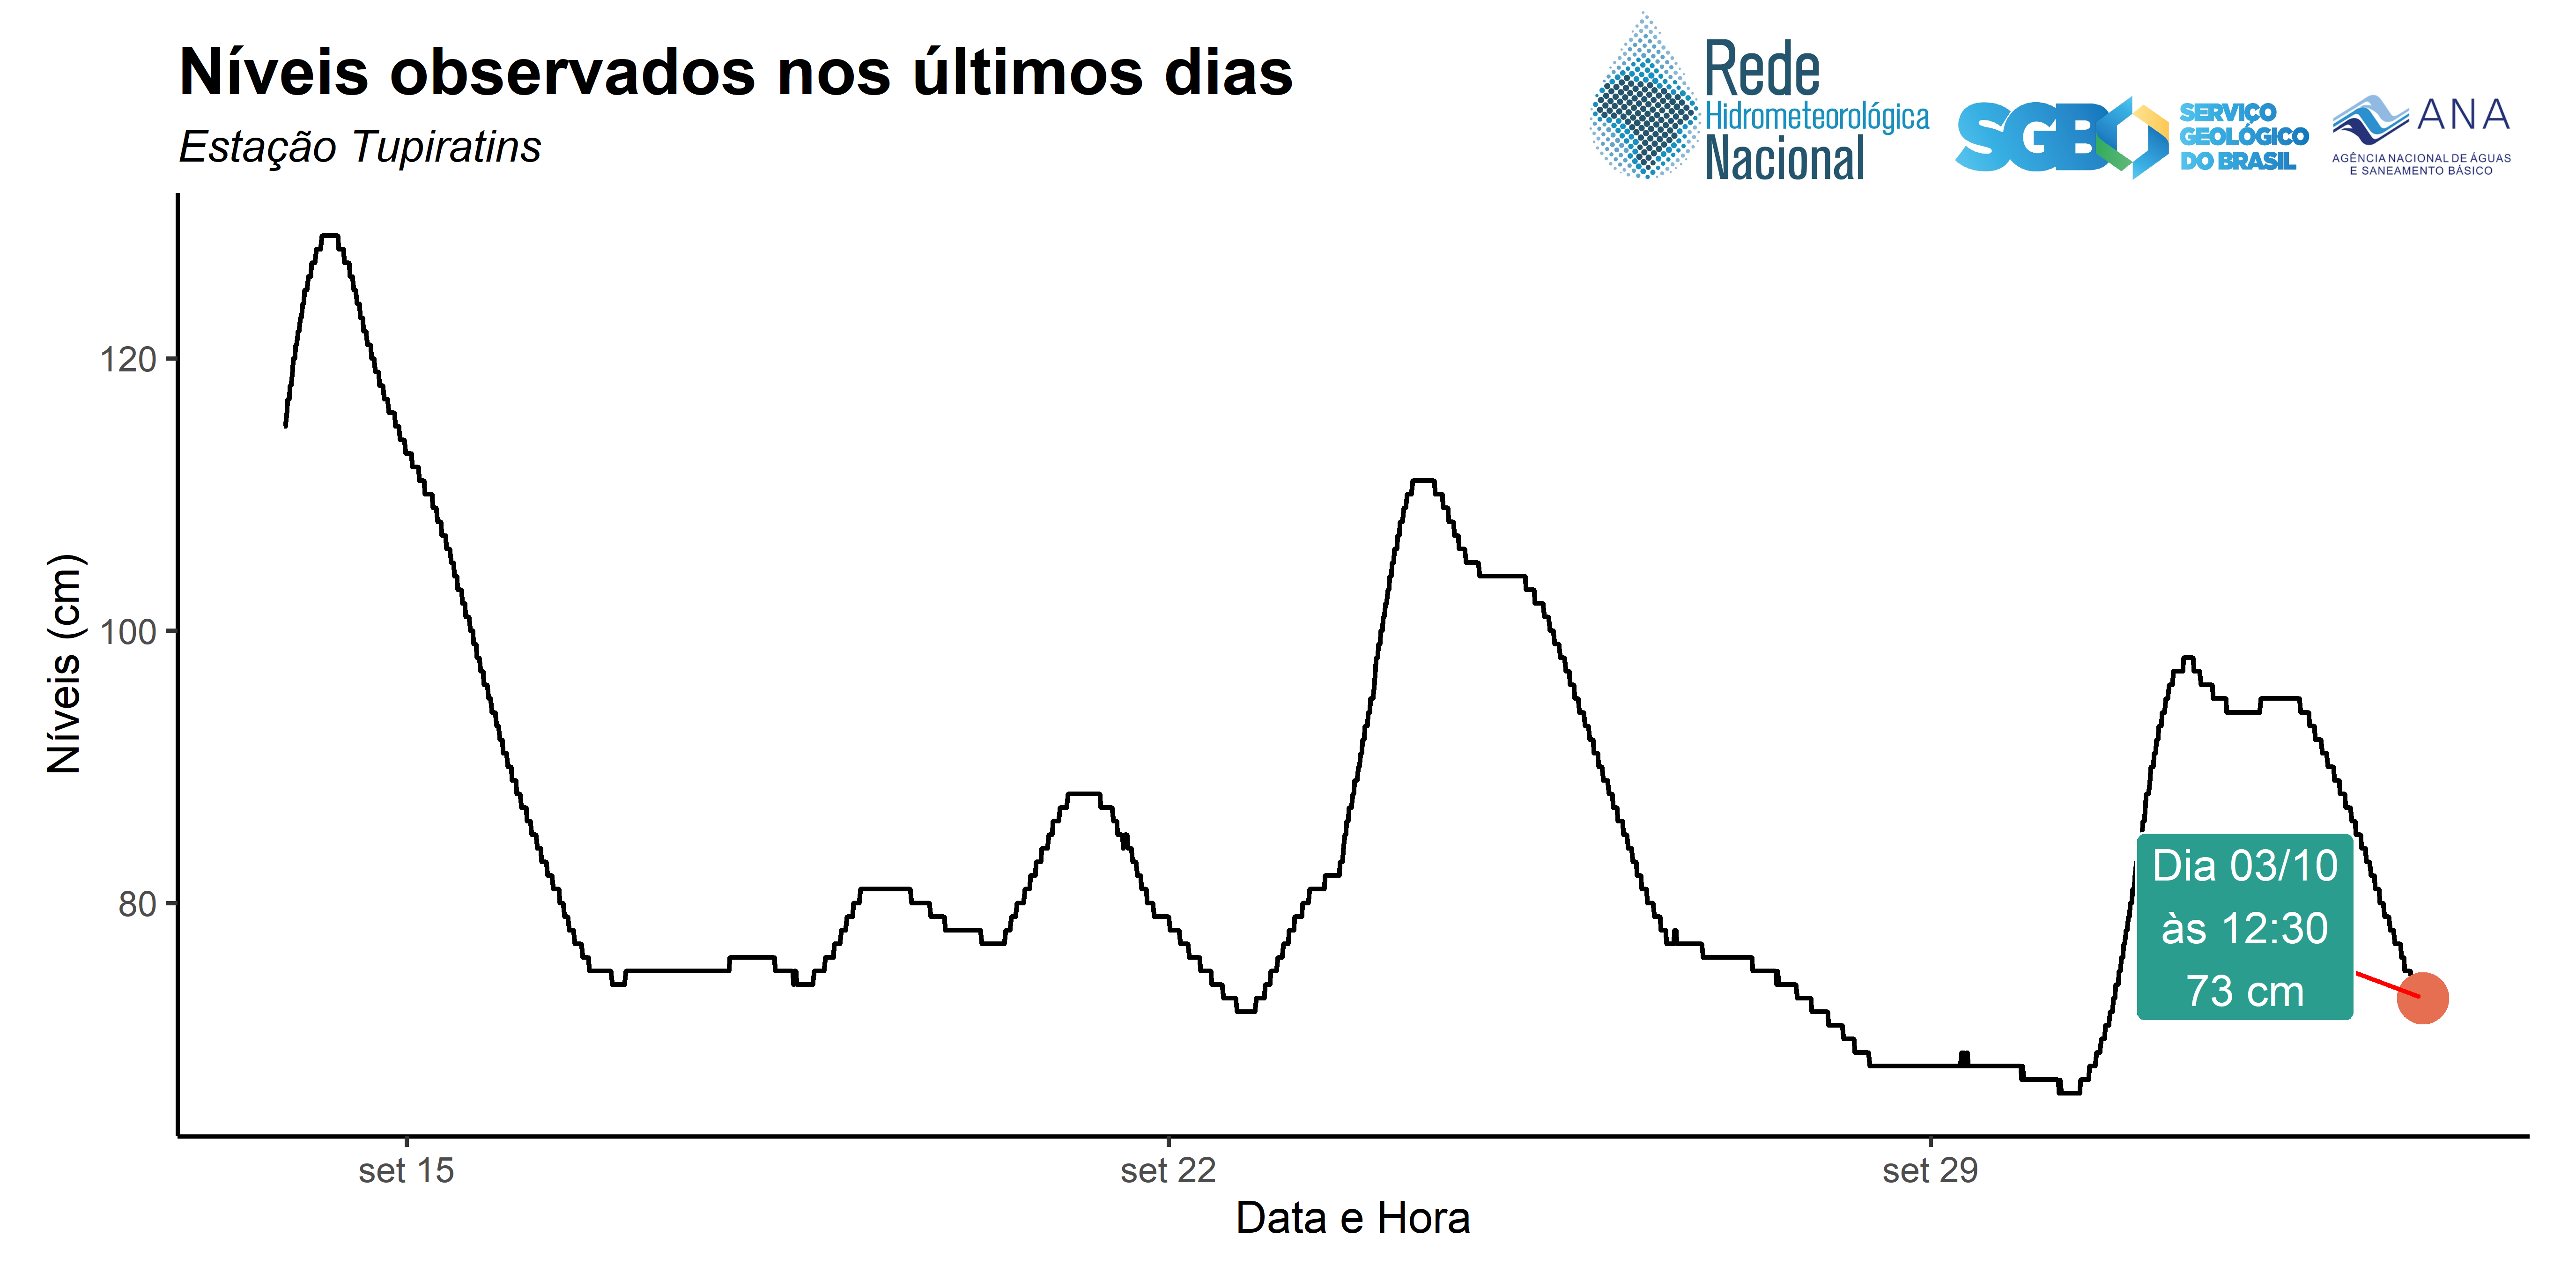 Níveis observados nos últimos dias
Estação Tupiratins
Rede
Hidrometeorológica
Nacional
SGB
SERVIÇO
GEOLÓGICO
DO BRASIL
ANA
AGÊNCIA NACIONAL DE ÁGUAS
E SANEAMENTO BÁSICO
Níveis (cm)
120
100
80
Dia 03/10
às 12:30
73 cm
set 15
set 22
set 29
Data e Hora